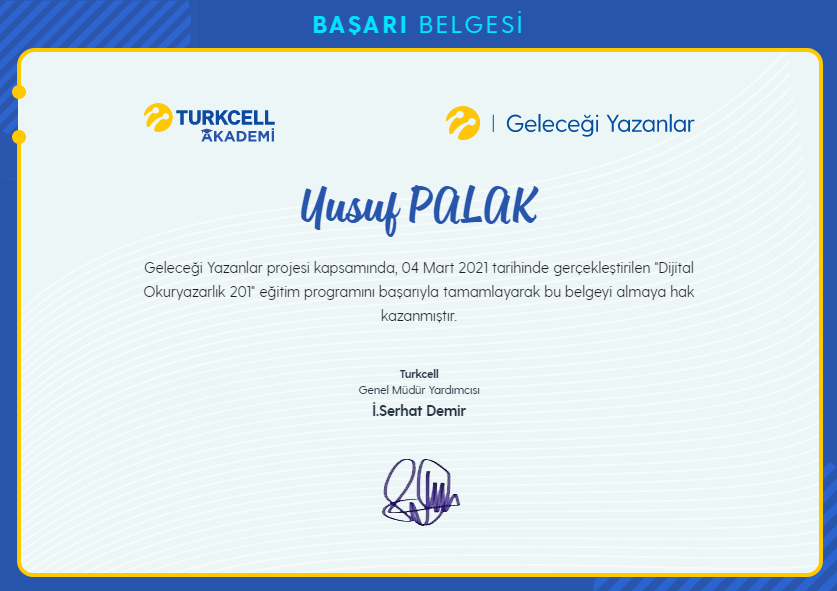 BAŞARI BELGESİ
TURKCELL
AKADEMİ
Geleceği Yazanlar
Yusuf PALAK
Geleceği Yazanlar projesi kapsamında, 04 Mart 2021 tarihinde gerçekleştirilen "Dijital
Okuryazarlık 201" eğitim programını başarıyla tamamlayarak bu belgeyi almaya hak
kazanmıştır.
Turkcell
Genel Müdür Yardımcısı
İ.Serhat Demir